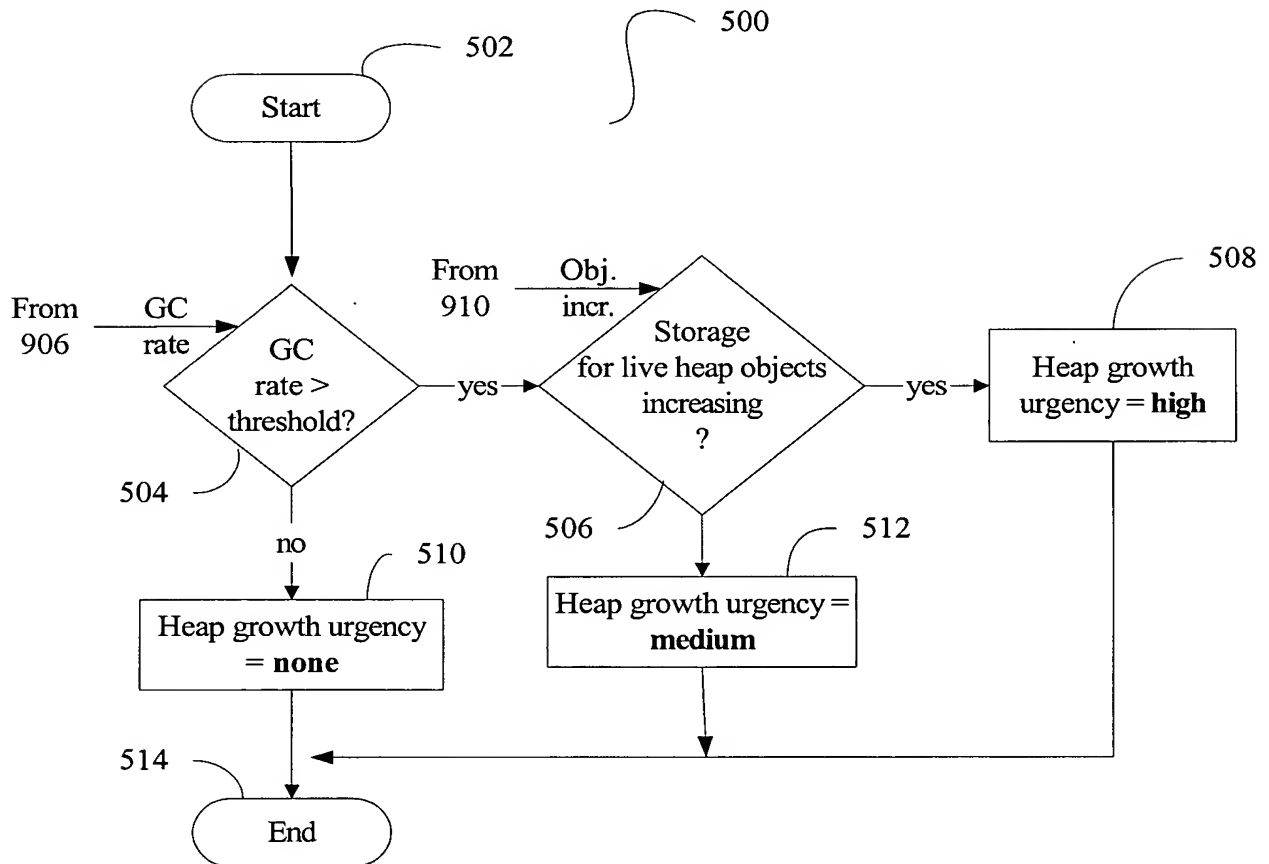 500
502
Start
508
From
906
GC
rate
From
910
Obj.
incr.
GC
rate >
threshold?
yes
Storage
for live heap objects
increasing
?
yes
Heap growth
urgency = high
504
506
no
510
512
Heap growth urgency
= none
Heap growth urgency =
medium
514
End